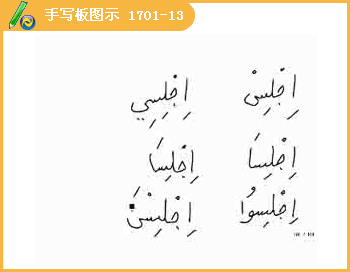 手写板图示 1701-13
اِجْلِسْ اِجْلِسِي
اِجْلِسَا اِجْلِسَا
اِجْلِسُوا اِجْلِسْنَ